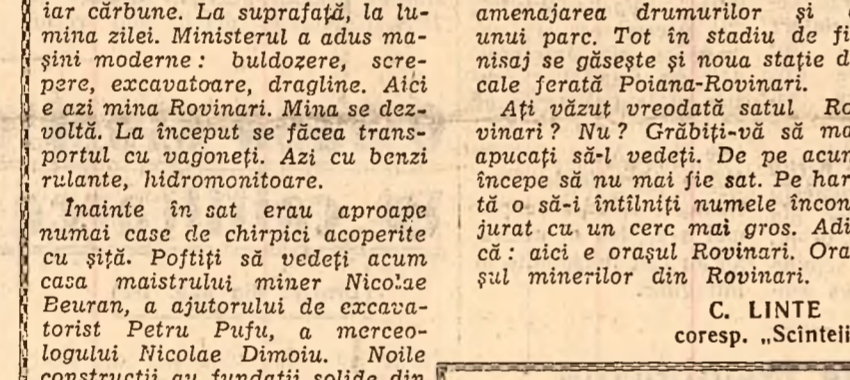 iar cărbune. La suprafață, la lu-
mina zilei. Ministerul a adus ma-
șini moderne: buldozere, scre-
pere, excavatoare, dragline. Aici
e azi mina Rovinari. Mina se dez-
voltă. La început se făcea trans-
portul cu vagoneți. Azi cu benzi
rulante, hidromonitoare.
Înainte în sat erau aproape
numai case de chirpici acoperite
cu șiță. Poftiți să vedeți acum
casa maistrului miner Nicolae
Beuran, a ajutorului de excava-
torist Petru Pufu, a merceo-
logului Nicolae Dimoiu. Noile
construcții au fundații solide din
amenajarea drumurilor și
unui parc. Tot în stadiu de fi
nisaj se găsește și noua stație d
cale ferată Poiana-Rovinari.
Ați văzut vreodată satul Ro
vinari? Nu? Grăbiți-vă să ma
apucați să-l vedeți. De pe acum
începe să nu mai fie sat. Pe har
tă o să-i întîlniți numele încon
jurat cu un cerc mai gros. Adi
că: aici e orașul Rovinari. Ora
șul minerilor din Rovinari.
C. LINTE
coresp. „Scînteii